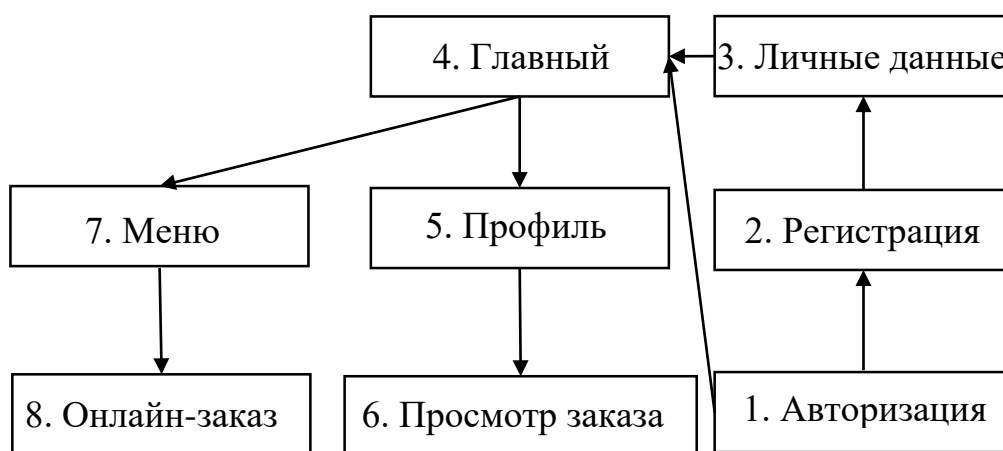 4. Главный
3. Личные данные
7. Меню
5. Профиль
2. Регистрация
8. Онлайн-заказ
6. Просмотр заказа
1. Авторизация